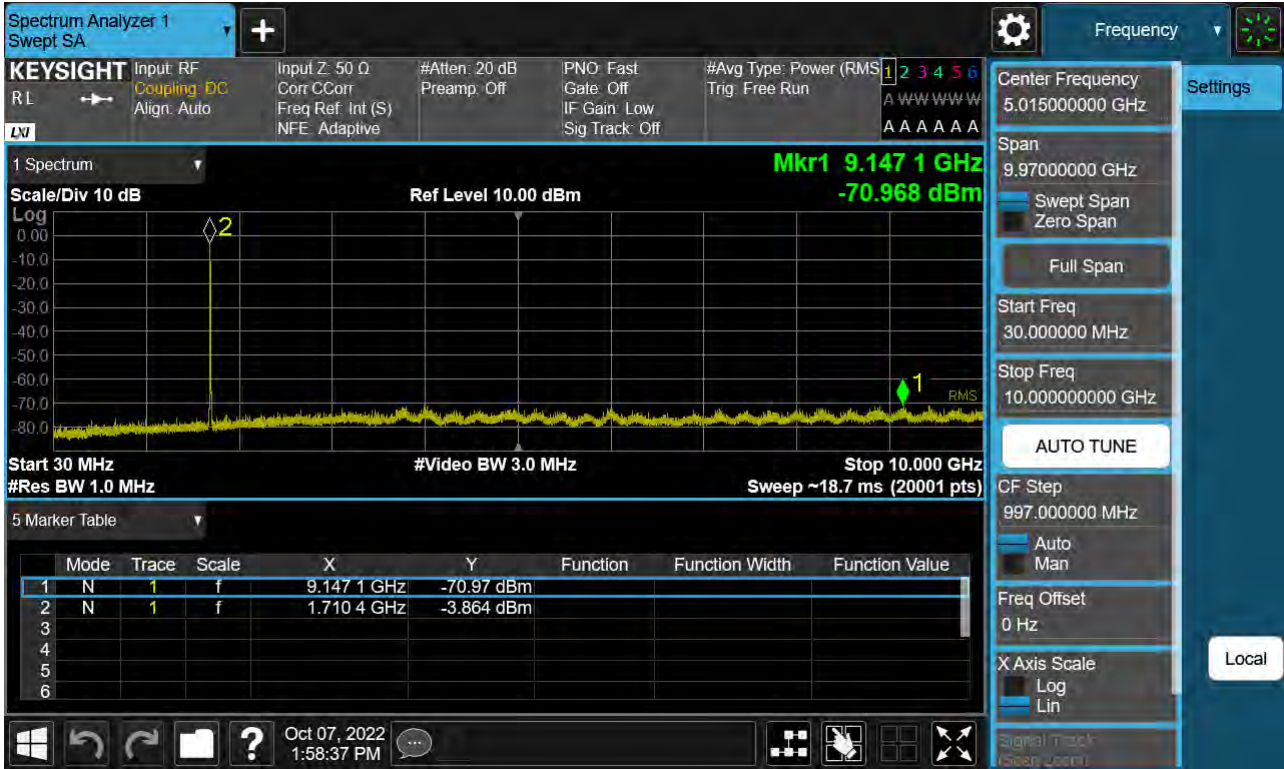 Spectrum Analyzer 1
Swept SA
+
Frequency
KEYSIGHT
RL
LXI
Input: RF
Coupling: DC
Align: Auto
Input Z: 50 Ω
Corr CCorr
Freq Ref: Int (S)
NFE: Adaptive
#Atten: 20 dB
Preamp: Off
PNO: Fast
Gate: Off
IF Gain: Low
Sig Track: Off
#Avg Type: Power (RMS
Trig: Free Run
1 2 3 4 5 6
A W W W W W
A A A A A A
1 Spectrum
Scale/Div 10 dB
Ref Level 10.00 dBm
Mkr1 9.147 1 GHz
-70.968 dBm
Log
0.00
-10.0
-20.0
-30.0
-40.0
-50.0
-60.0
-70.0
-80.0
2
1
RMS
Start 30 MHz
#Video BW 3.0 MHz
Stop 10.000 GHz
#Res BW 1.0 MHz
Sweep ~18.7 ms (20001 pts)
5 Marker Table
Mode Trace Scale X Y Function Function Width Function Value
1 N 1 f 9.147 1 GHz -70.97 dBm
2 N 1 f 1.710 4 GHz -3.864 dBm
3
4
5
6
?
Oct 07, 2022
1:58:37 PM
Center Frequency
5.015000000 GHz
Settings
Span
9.97000000 GHz
Swept Span
Zero Span
Full Span
Start Freq
30.000000 MHz
Stop Freq
10.000000000 GHz
AUTO TUNE
CF Step
997.000000 MHz
Auto
Man
Freq Offset
0 Hz
X Axis Scale
Log
Lin
Local
Signal Track
(Span Zoom)